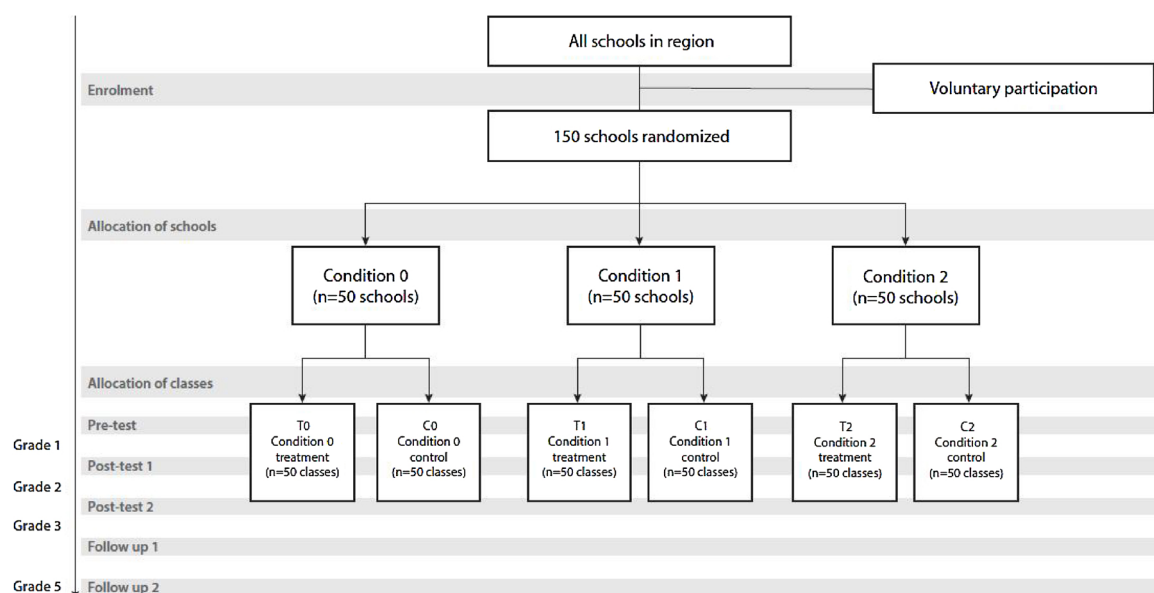 All schools in region
Enrolment
Voluntary participation
150 schools randomized
Allocation of schools
Condition 0
(n=50 schools)
Condition 1
(n=50 schools)
Condition 2
(n=50 schools)
Allocation of classes
Pre-test
T0
Condition 0
treatment
(n=50 classes)
C0
Condition 0
control
(n=50 classes)
T1
Condition 1
treatment
(n=50 classes)
C1
Condition 1
control
(n=50 classes)
T2
Condition 2
treatment
(n=50 classes)
C2
Condition 2
control
(n=50 classes)
Grade 1
Post-test 1
Grade 2
Post-test 2
Grade 3
Follow up 1
Grade 5
Follow up 2